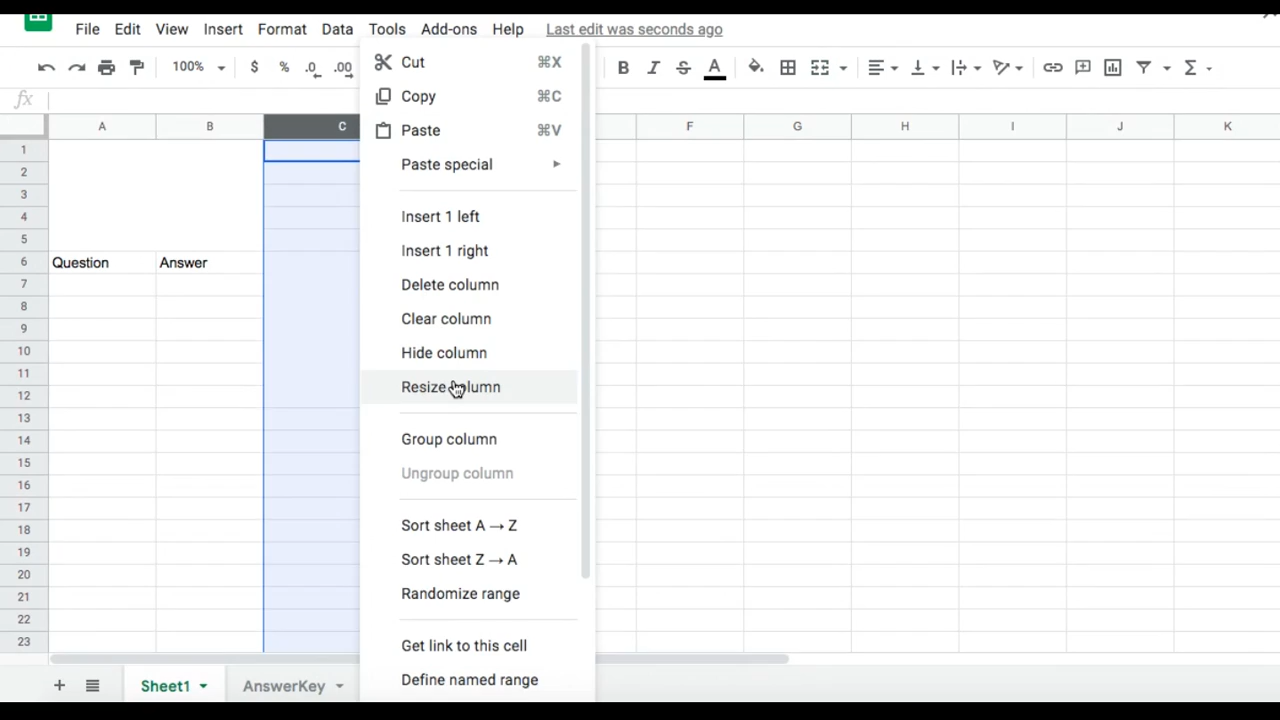 File Edit View Insert Format Data Tools Add-ons Help Last edit was seconds ago
100% $ % .0 .00 B I S A Σ
fx
A B C F G H I J K
Cut ⌘X
Copy ⌘C
Paste ⌘V
Paste special
Insert 1 left
Insert 1 right
Delete column
Clear column
Hide column
Resize column
Group column
Ungroup column
Sort sheet A → Z
Sort sheet Z → A
Randomize range
Get link to this cell
Define named range
1
2
3
4
5
6 Question Answer
7
8
9
10
11
12
13
14
15
16
17
18
19
20
21
22
23
+ Sheet1 AnswerKey